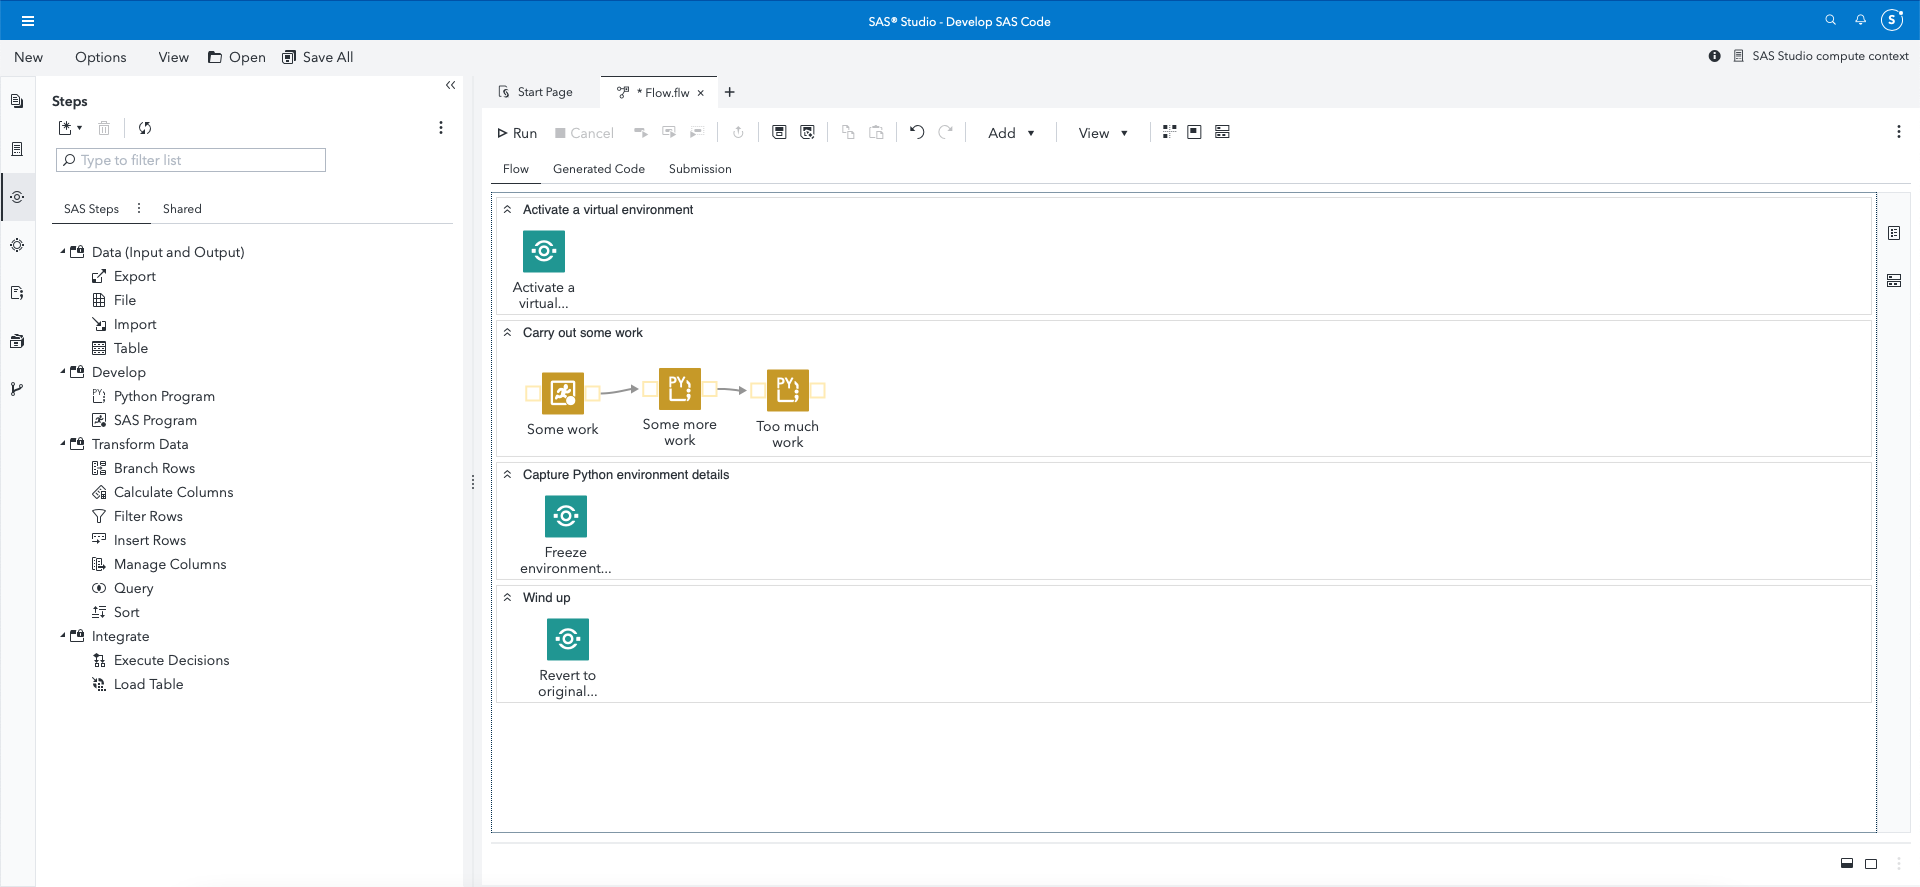 SAS® Studio - Develop SAS Code
S
New Options View Open Save All
SAS Studio compute context
Steps
Type to filter list
SAS Steps Shared
Data (Input and Output)
Export
File
Import
Table
Develop
Python Program
SAS Program
Transform Data
Branch Rows
Calculate Columns
Filter Rows
Insert Rows
Manage Columns
Query
Sort
Integrate
Execute Decisions
Load Table
Start Page
* Flow.flw
Run Cancel Add View
Flow Generated Code Submission
Activate a virtual environment
Activate a
virtual...
Carry out some work
PY
PY
Some work
Some more
work
Too much
work
Capture Python environment details
Freeze
environment...
Wind up
Revert to
original...